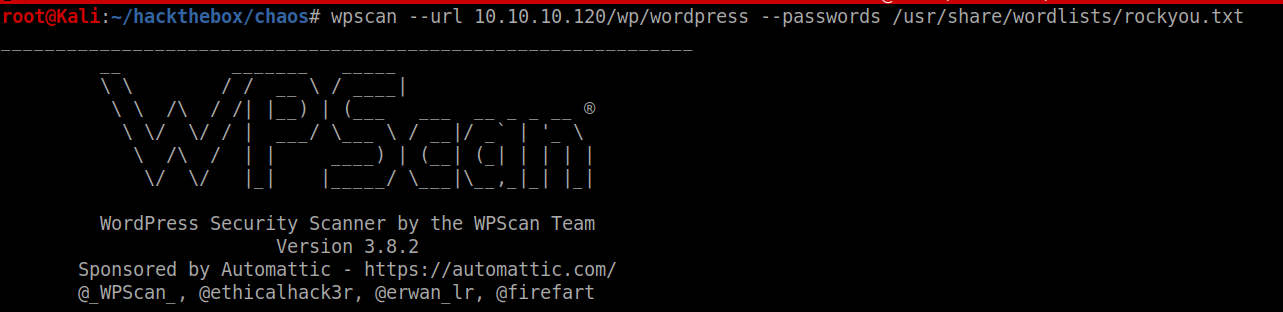 root@Kali:~/hackthebox/chaos# wpscan --url 10.10.10.120/wp/wordpress --passwords /usr/share/wordlists/rockyou.txt
_______________________________________________________________
WPScan ®
WordPress Security Scanner by the WPScan Team
Version 3.8.2
Sponsored by Automattic - https://automattic.com/
@_WPScan_, @ethicalhack3r, @erwan_lr, @firefart